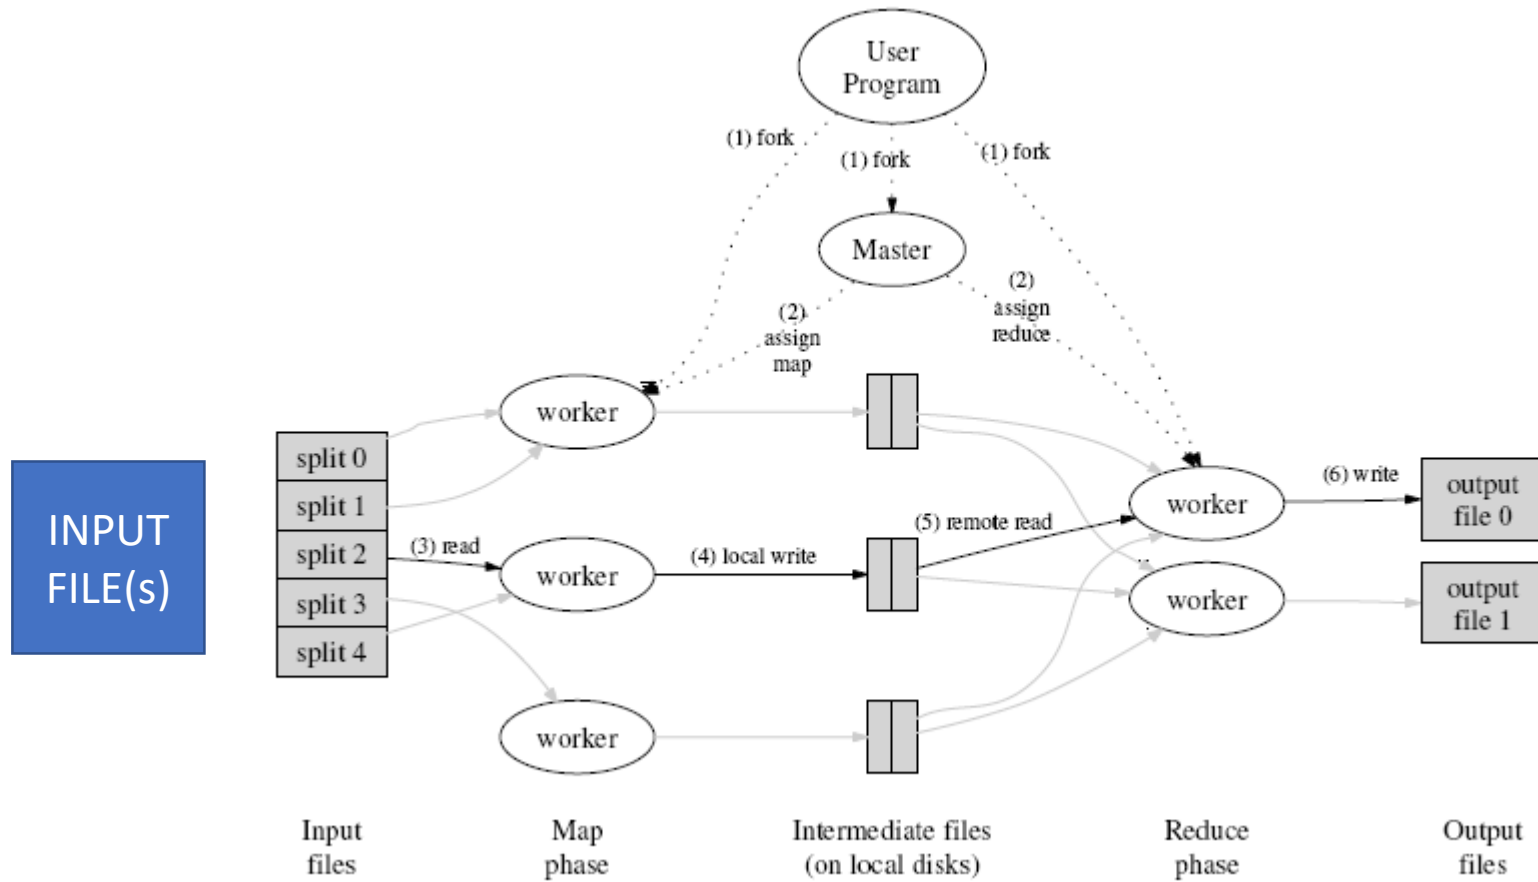 User
Program
(1) fork
(1) fork
(1) fork
Master
(2)
assign
map
(2)
assign
reduce
INPUT
FILE(s)
split 0
split 1
split 2
split 3
split 4
(3) read
worker
worker
worker
(4) local write
(5) remote read
worker
worker
(6) write
output
file 0
output
file 1
Input
files
Map
phase
Intermediate files
(on local disks)
Reduce
phase
Output
files